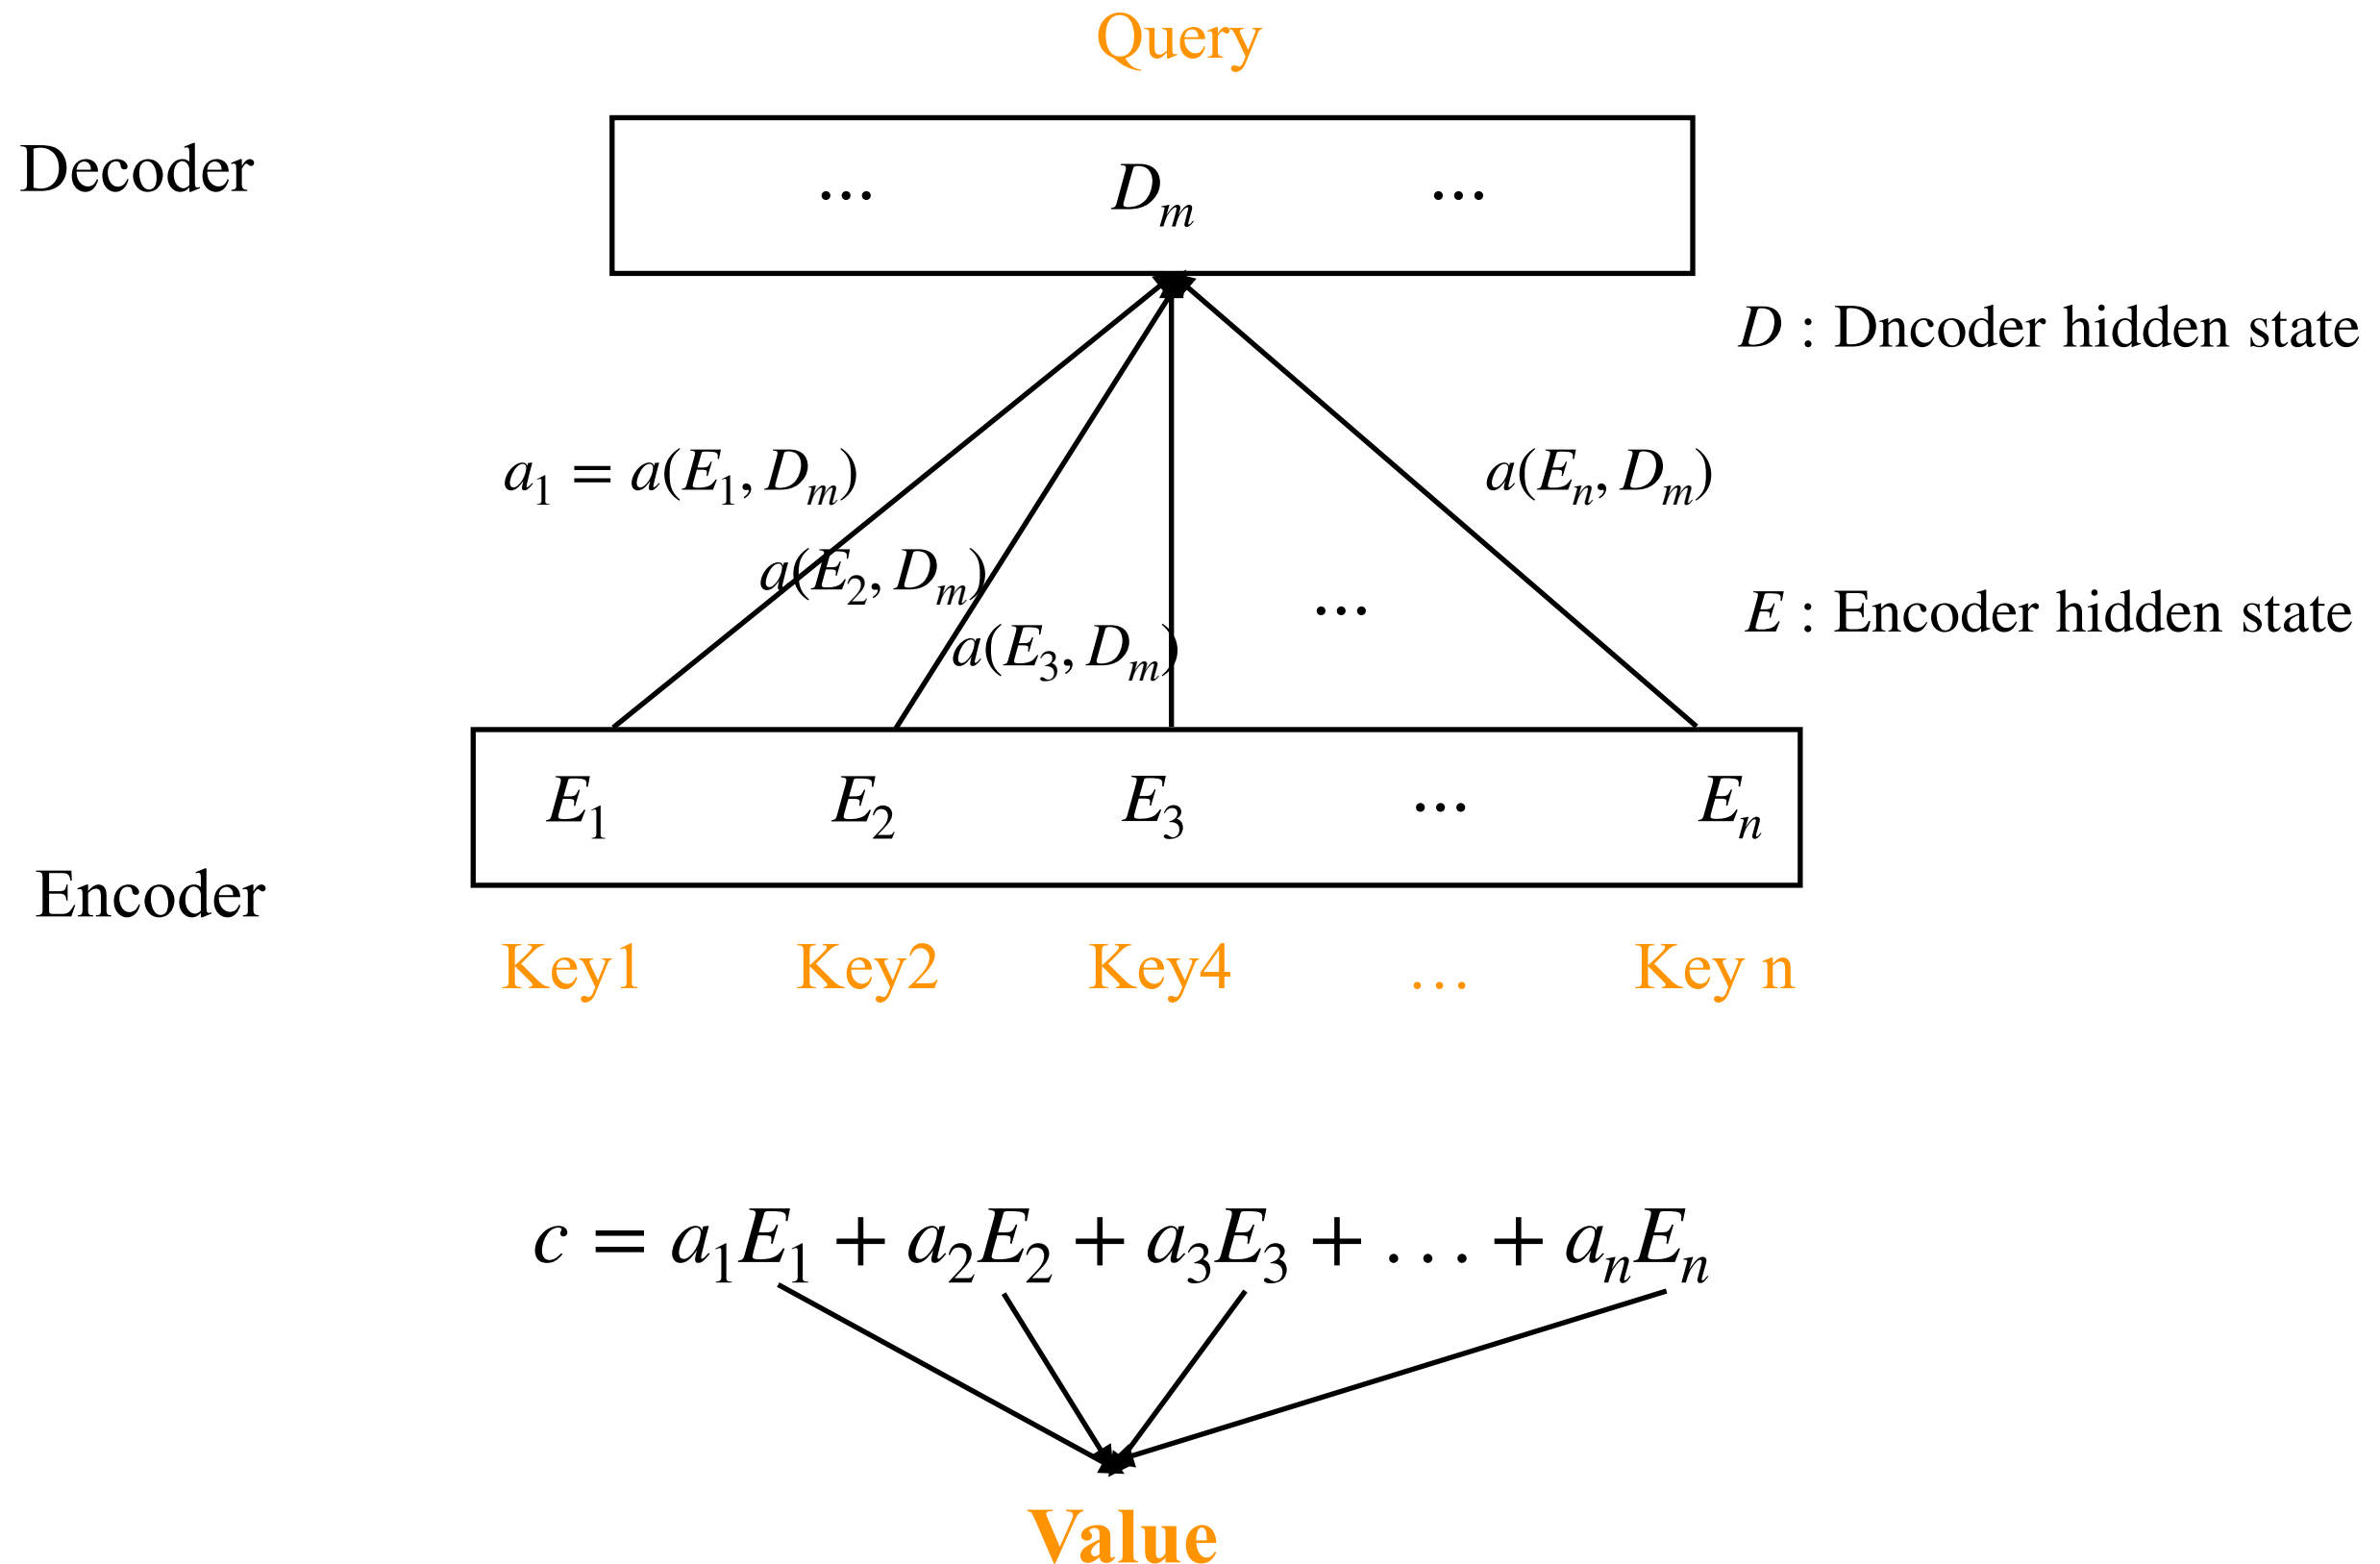 Query
Decoder
... D_m ...
D : Dncoder hidden state
a_1 = a(E_1, D_m)
a(E_n, D_m)
a(E_2, D_m)
...
E : Encoder hidden state
a(E_3, D_m)
E_1 E_2 E_3 ... E_n
Encoder
Key1 Key2 Key4 ... Key n
c = a_1E_1 + a_2E_2 + a_3E_3 + ... + a_nE_n
Value